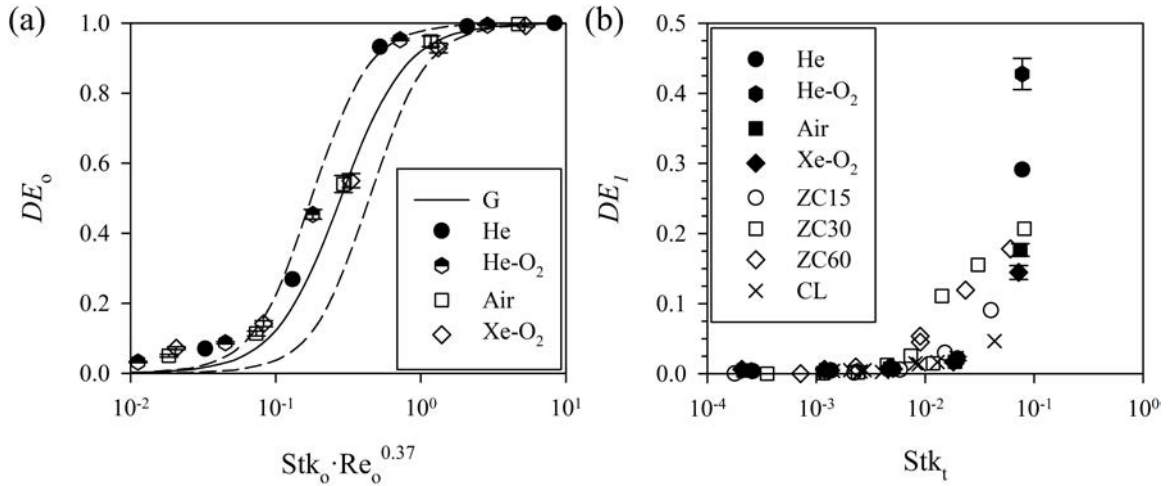 (a)
1.0
0.8
0.6
0.4
0.2
0.0
DEₒ
G
He
He-O₂
Air
Xe-O₂
10⁻² 10⁻¹ 10⁰ 10¹
Stkₒ·Reₒ^0.37
(b)
0.5
0.4
0.3
0.2
0.1
0.0
DEₗ
He
He-O₂
Air
Xe-O₂
ZC15
ZC30
ZC60
CL
10⁻⁴ 10⁻³ 10⁻² 10⁻¹ 10⁰
Stkₜ